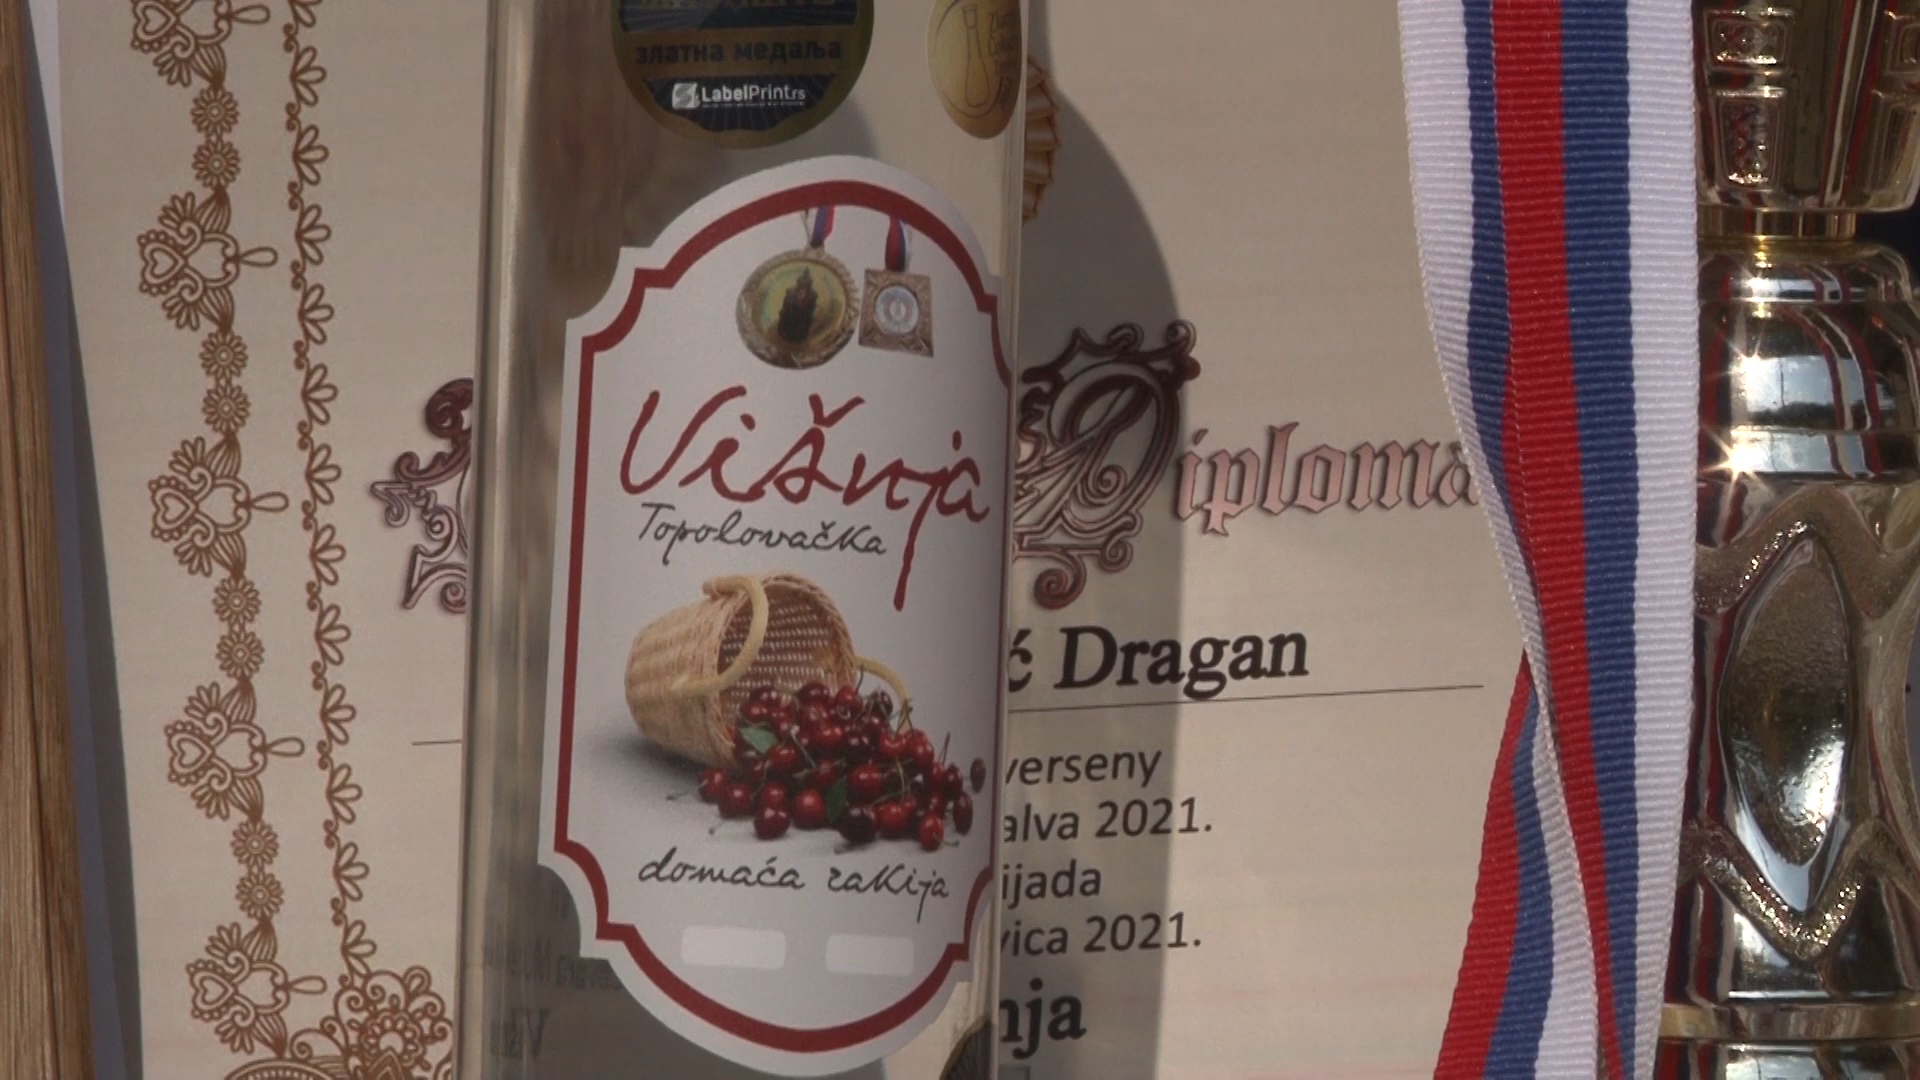 златна медаља
LabelPrint.rs
Diploma
Višnja
Topolovačka
ć Dragan
verseny
alva 2021.
ijada
domaća rakija
vica 2021.
nja